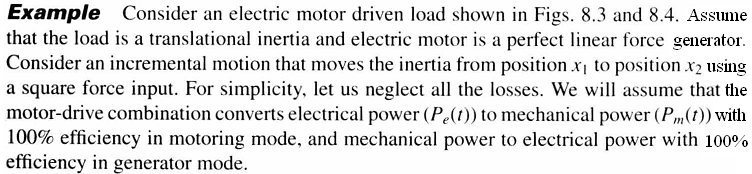 Example Consider an electric motor driven load shown in Figs. 8.3 and 8.4. Assume
that the load is a translational inertia and electric motor is a perfect linear force generator.
Consider an incremental motion that moves the inertia from position x₁ to position x₂ using
a square force input. For simplicity, let us neglect all the losses. We will assume that the
motor-drive combination converts electrical power (Pₑ(t)) to mechanical power (Pₘ(t)) with
100% efficiency in motoring mode, and mechanical power to electrical power with 100%
efficiency in generator mode.